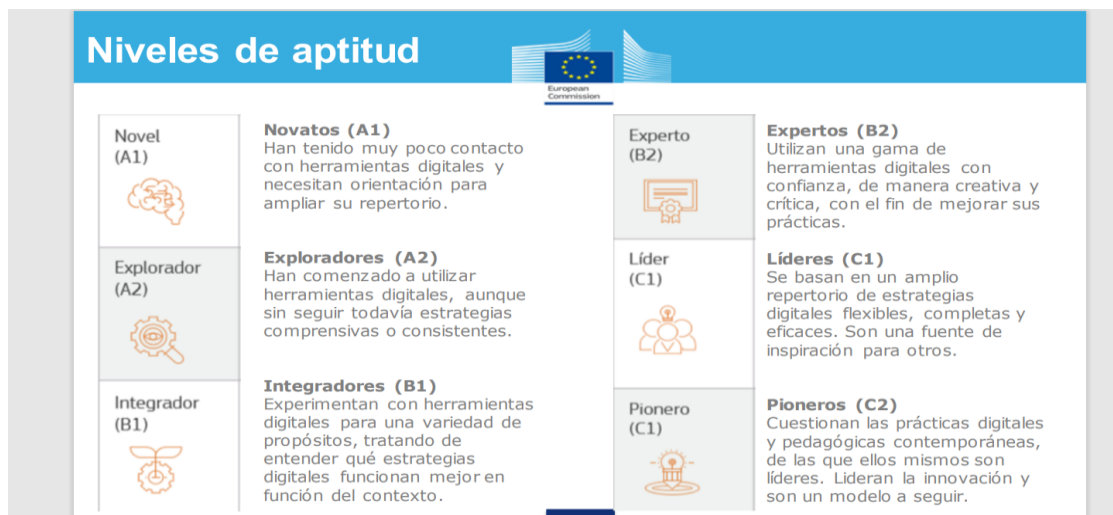 Niveles de aptitud
European
Commission
Novel
(A1)
Novatos (A1)
Han tenido muy poco contacto
con herramientas digitales y
necesitan orientación para
ampliar su repertorio.
Explorador
(A2)
Exploradores (A2)
Han comenzado a utilizar
herramientas digitales, aunque
sin seguir todavía estrategias
comprensivas o consistentes.
Integrador
(B1)
Integradores (B1)
Experimentan con herramientas
digitales para una variedad de
propósitos, tratando de
entender qué estrategias
digitales funcionan mejor en
función del contexto.
Experto
(B2)
Expertos (B2)
Utilizan una gama de
herramientas digitales con
confianza, de manera creativa y
crítica, con el fin de mejorar sus
prácticas.
Líder
(C1)
Líderes (C1)
Se basan en un amplio
repertorio de estrategias
digitales flexibles, completas y
eficaces. Son una fuente de
inspiración para otros.
Pionero
(C1)
Pioneros (C2)
Cuestionan las prácticas digitales
y pedagógicas contemporáneas,
de las que ellos mismos son
líderes. Lideran la innovación y
son un modelo a seguir.